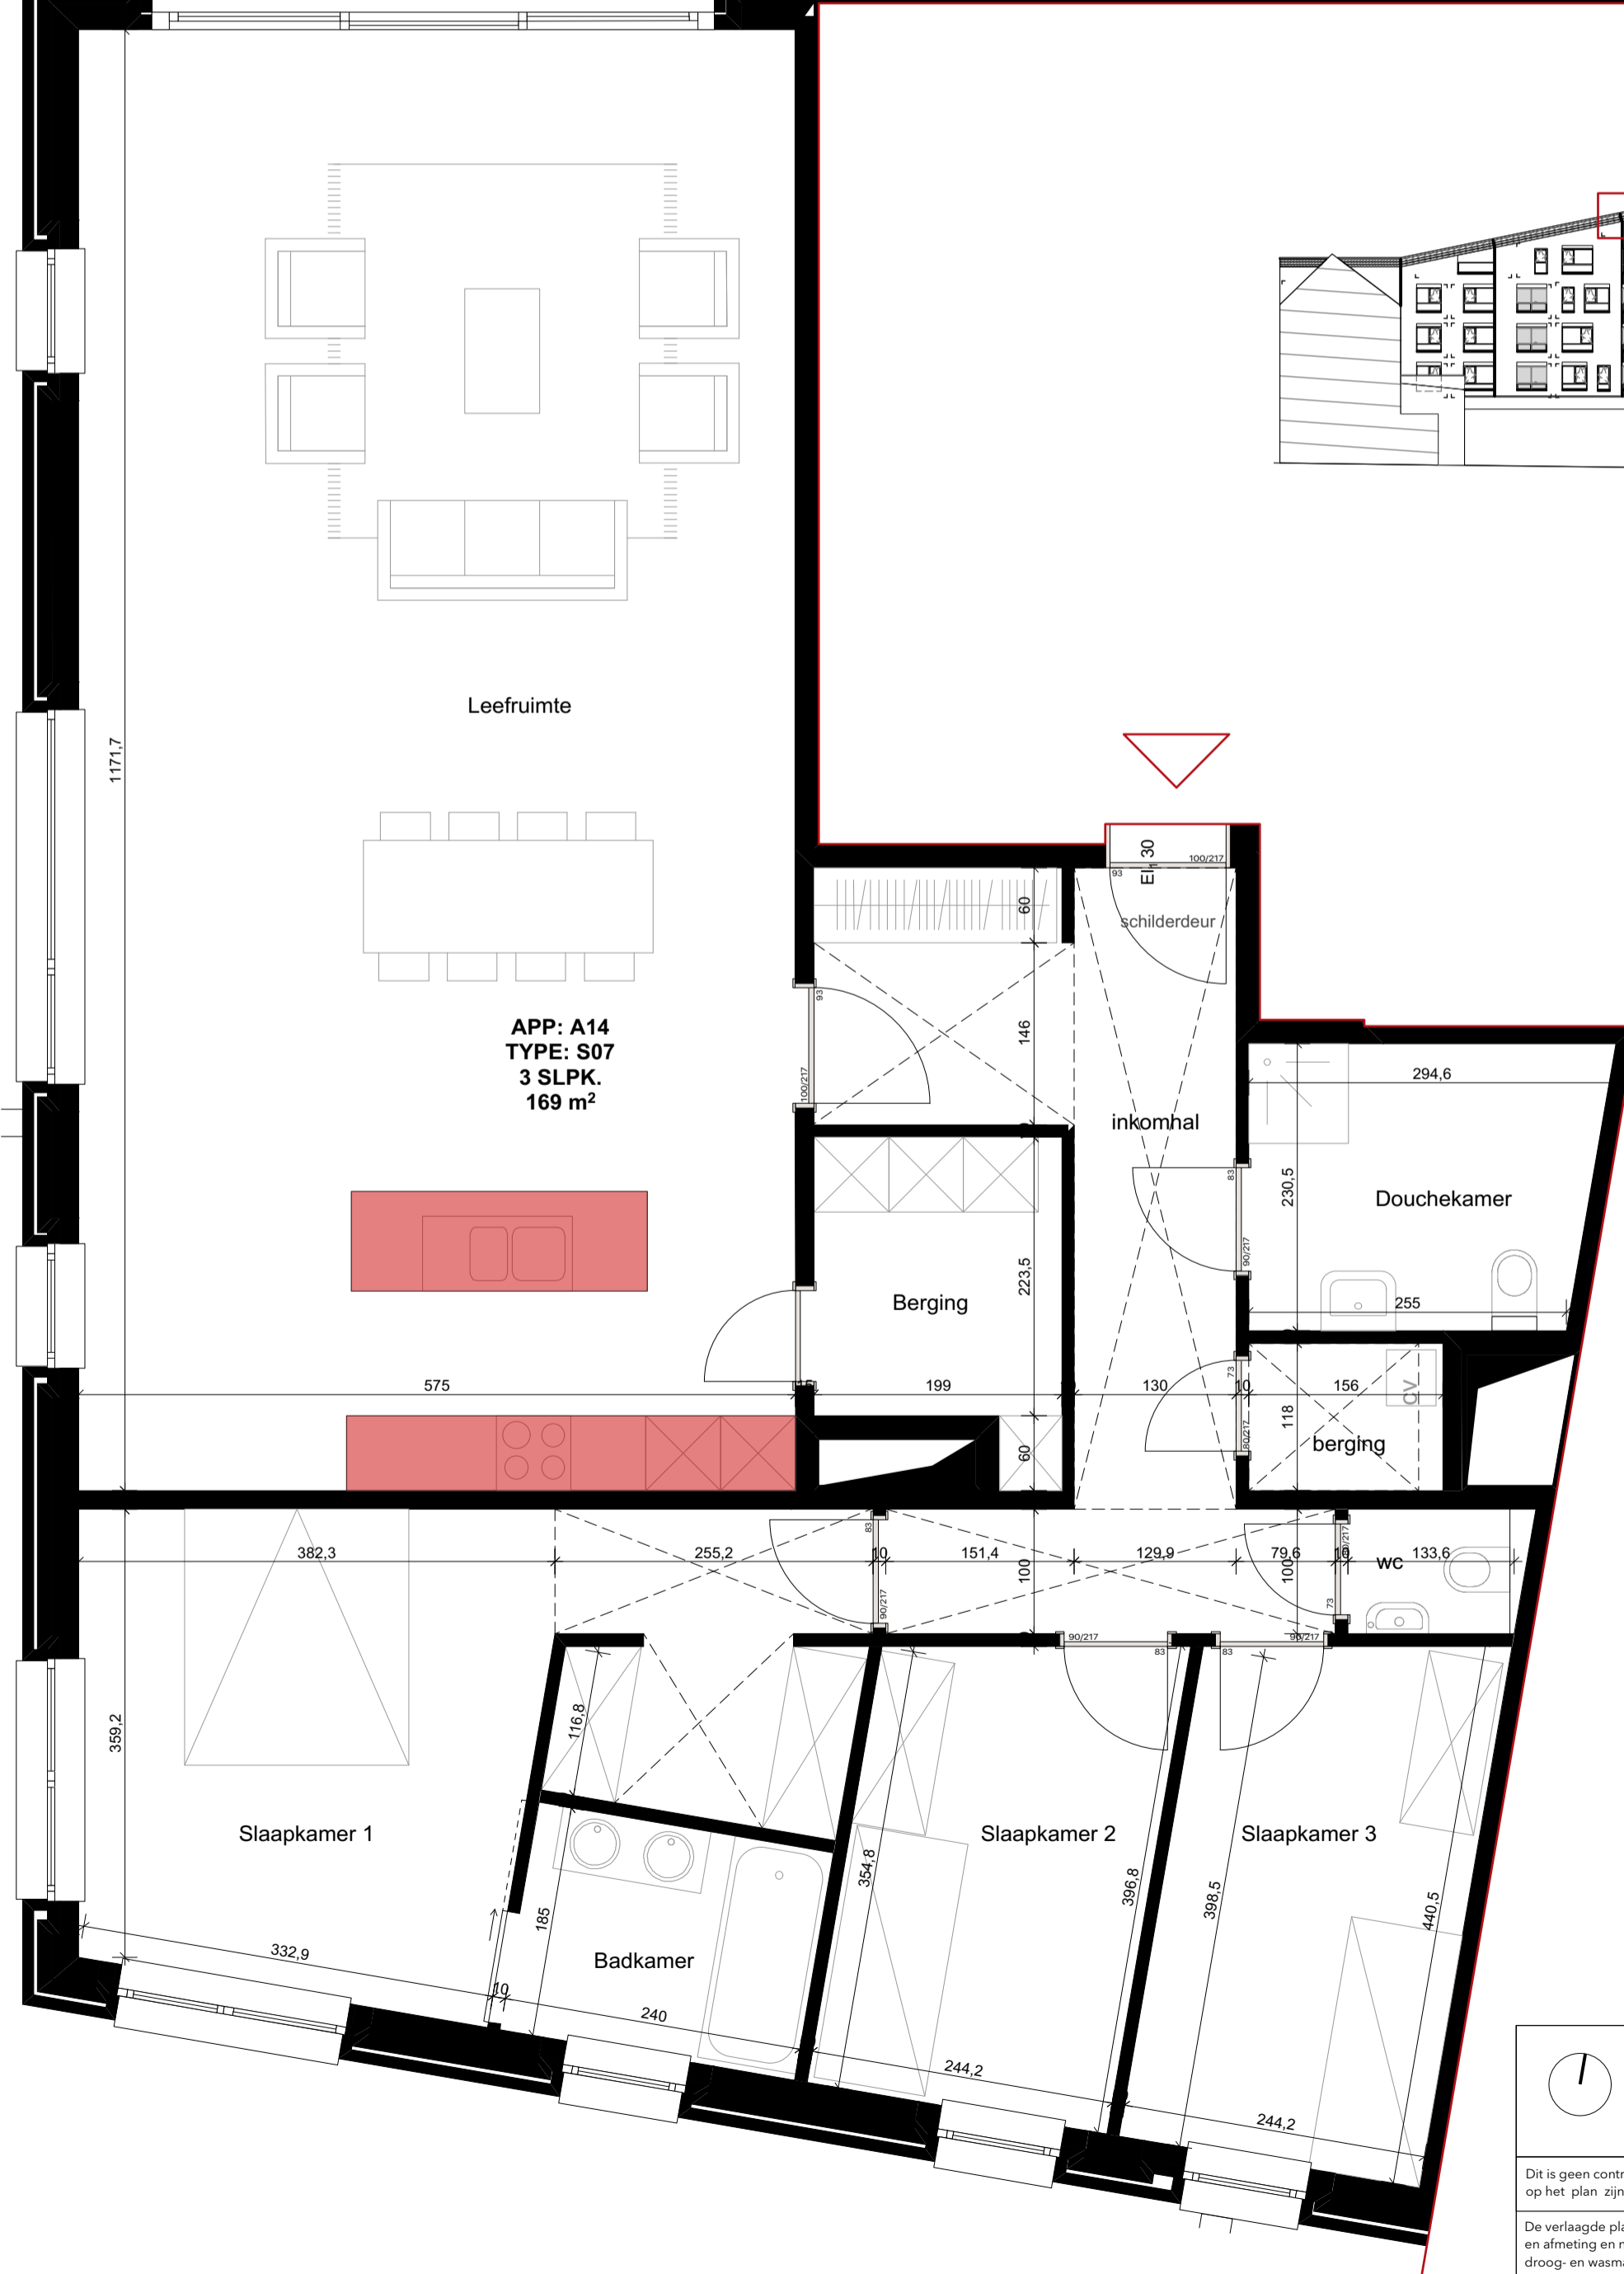 1171,7
Leefruimte
EI₁ 30
100/217
93
schilderdeur
60
93
100/217
146
APP: A14
TYPE: S07
3 SLPK.
169 m²
inkomhal
294,6
83
230,5
Douchekamer
90/217
223,5
Berging
255
575
15
199
130
10
156
73
CV
118
80/217
berging
60
83
382,3
255,2
10
151,4
129,9
79,6
10
133,6
100
100
wc
90/217
73
90/217
83
83
90/217
359,2
116,8
Slaapkamer 1
Slaapkamer 2
Slaapkamer 3
354,8
396,8
398,5
440,5
185
332,9
Badkamer
10
240
244,2
244,2
Dit is geen contr
op het plan zijn
De verlaagde pla
en afmeting en
droog- en wasma